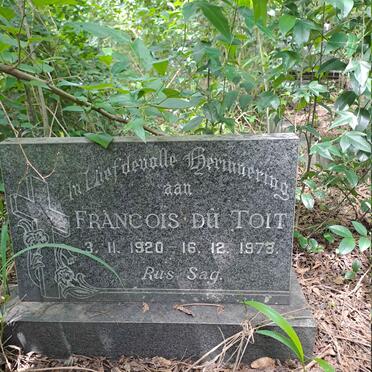 In Liefdevolle Herinnering
aan
FRANCOIS DU TOIT
3. 11. 1920 - 16. 12. 1973.
Rus Sag.